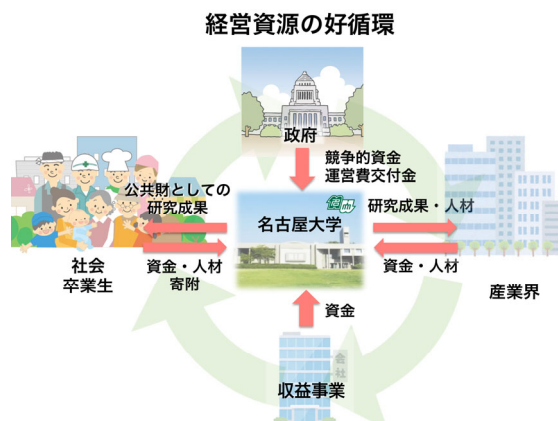 経営資源の好循環
政府
競争的資金
運営費交付金
公共財としての
研究成果
名古屋大学
研究成果・人材
資金・人材
寄附
資金・人材
社会
卒業生
産業界
資金
会社
収益事業